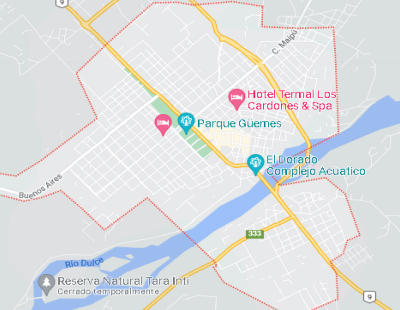 9
C. Maipú
Hotel Termal Los
Cardones & Spa
Parque Guemes
El Dorado
Complejo Acuatico
Buenos Aires
333
Río Dulce
Reserva Natural Tara Inti
Cerrado temporalmente
9